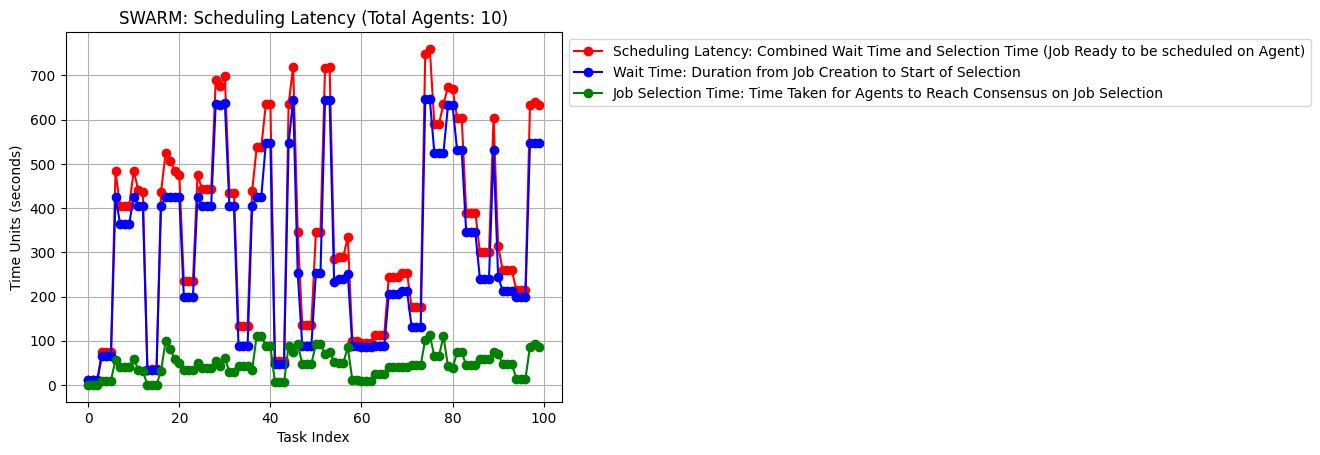 SWARM: Scheduling Latency (Total Agents: 10)
Scheduling Latency: Combined Wait Time and Selection Time (Job Ready to be scheduled on Agent)
Wait Time: Duration from Job Creation to Start of Selection
Job Selection Time: Time Taken for Agents to Reach Consensus on Job Selection
Time Units (seconds)
700
600
500
400
300
200
100
0
0 20 40 60 80 100
Task Index